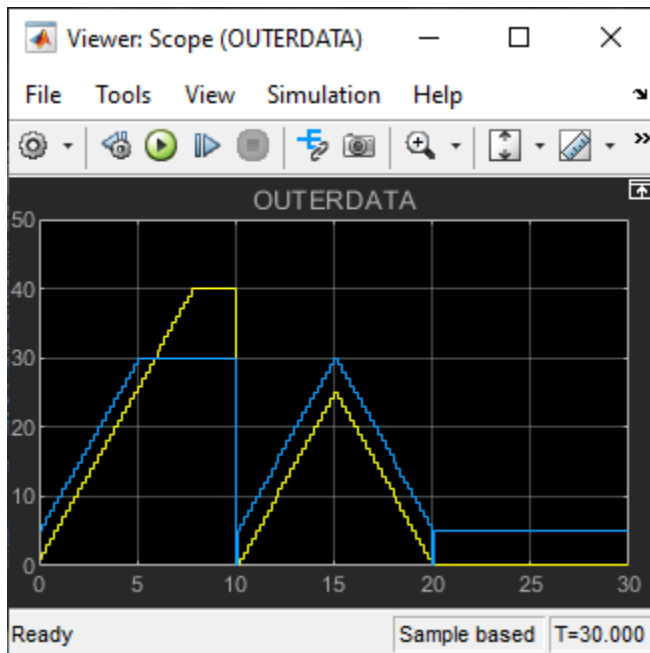 Viewer: Scope (OUTERDATA)
File Tools View Simulation Help
OUTERDATA
50
40
30
20
10
0
0 5 10 15 20 25 30
Ready Sample based T=30.000